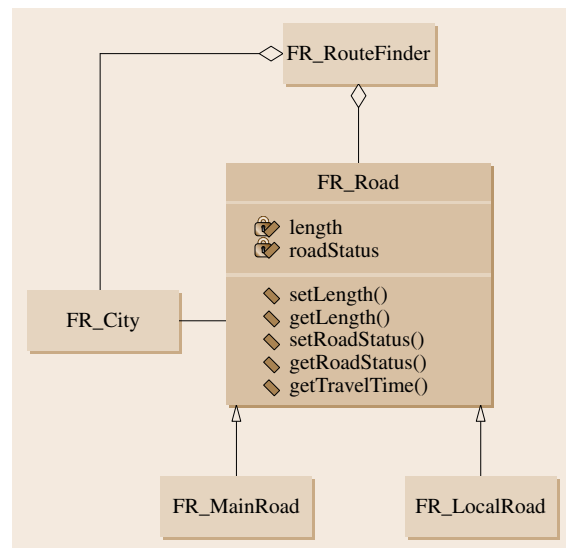 FR_RouteFinder
FR_Road
length
roadStatus
FR_City
setLength()
getLength()
setRoadStatus()
getRoadStatus()
getTravelTime()
FR_MainRoad
FR_LocalRoad